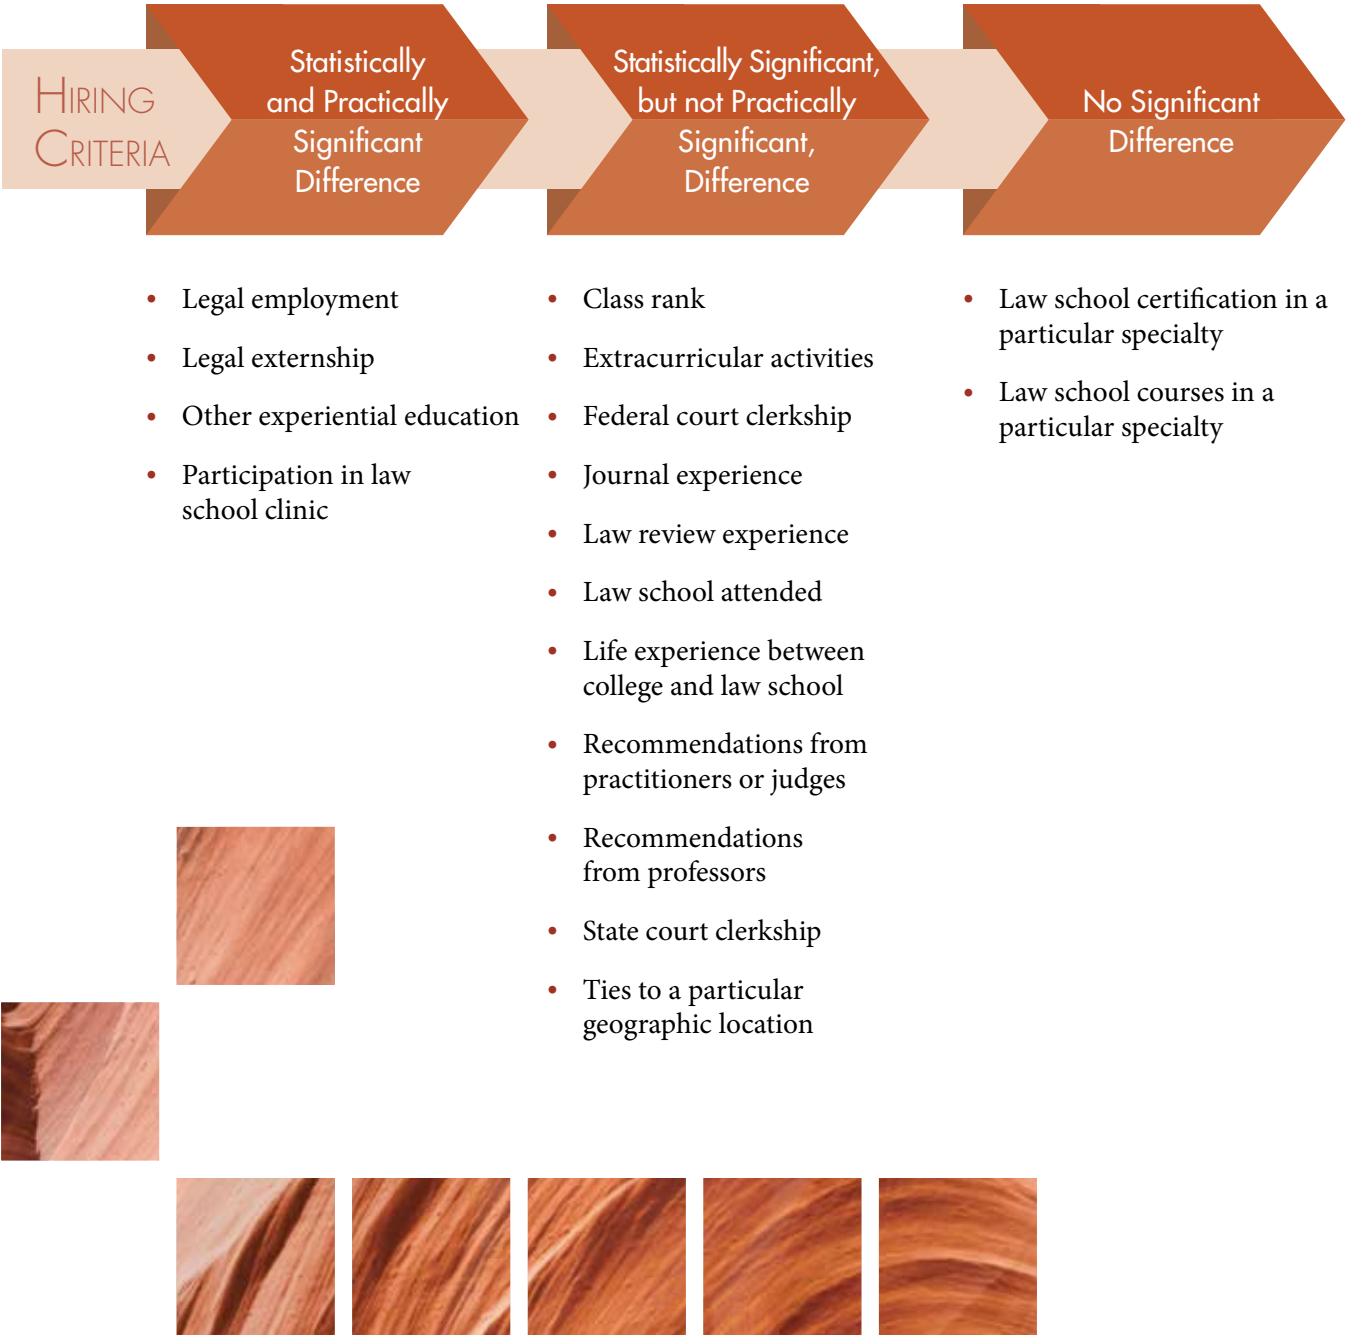 HIRING
CRITERIA
Statistically
and Practically
Significant
Difference
Statistically Significant,
but not Practically
Significant,
Difference
No Significant
Difference
• Legal employment
• Legal externship
• Other experiential education
• Participation in law
school clinic
• Class rank
• Extracurricular activities
• Federal court clerkship
• Journal experience
• Law review experience
• Law school attended
• Life experience between
college and law school
• Recommendations from
practitioners or judges
• Recommendations
from professors
• State court clerkship
• Ties to a particular
geographic location
• Law school certification in a
particular specialty
• Law school courses in a
particular specialty